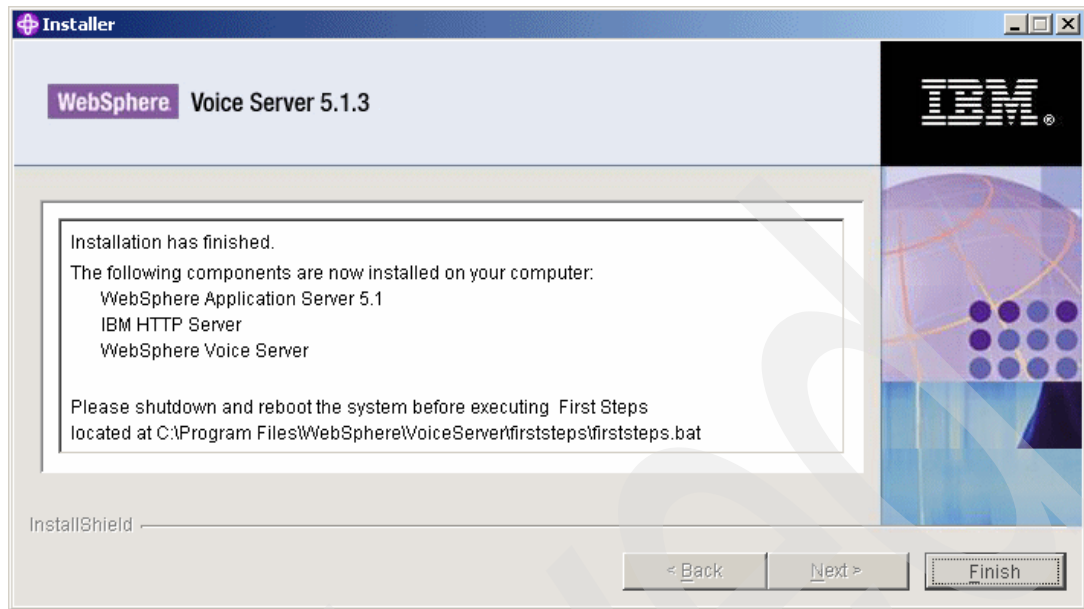 Installer
WebSphere. Voice Server 5.1.3
IBM®
Installation has finished.
The following components are now installed on your computer:
WebSphere Application Server 5.1
IBM HTTP Server
WebSphere Voice Server
Please shutdown and reboot the system before executing First Steps
located at C:\Program Files\WebSphere\VoiceServer\firststeps\firststeps.bat
InstallShield
< Back Next > Finish